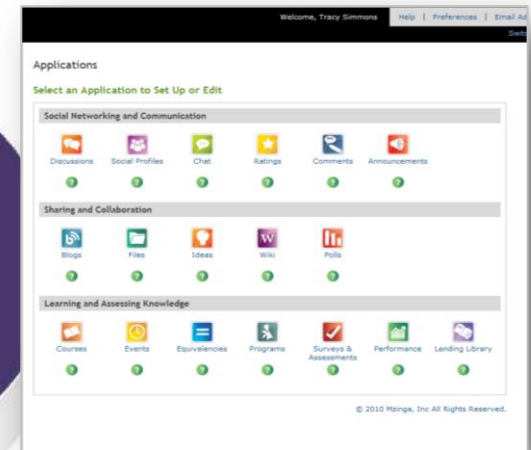 Welcome, Tracy Simmons Help | Preferences | Email Ad
Swit
Applications
Select an Application to Set Up or Edit
Social Networking and Communication
Discussions Social Profiles Chat Ratings Comments Announcements
? ? ? ? ? ?
Sharing and Collaboration
W
Blogs Files Ideas Wiki Polls
? ? ? ? ?
Learning and Assessing Knowledge
Courses Events Equivalencies Programs Surveys & Assessments Performance Lending Library
? ? ? ? ? ? ?
© 2010 Mzinga, Inc All Rights Reserved.